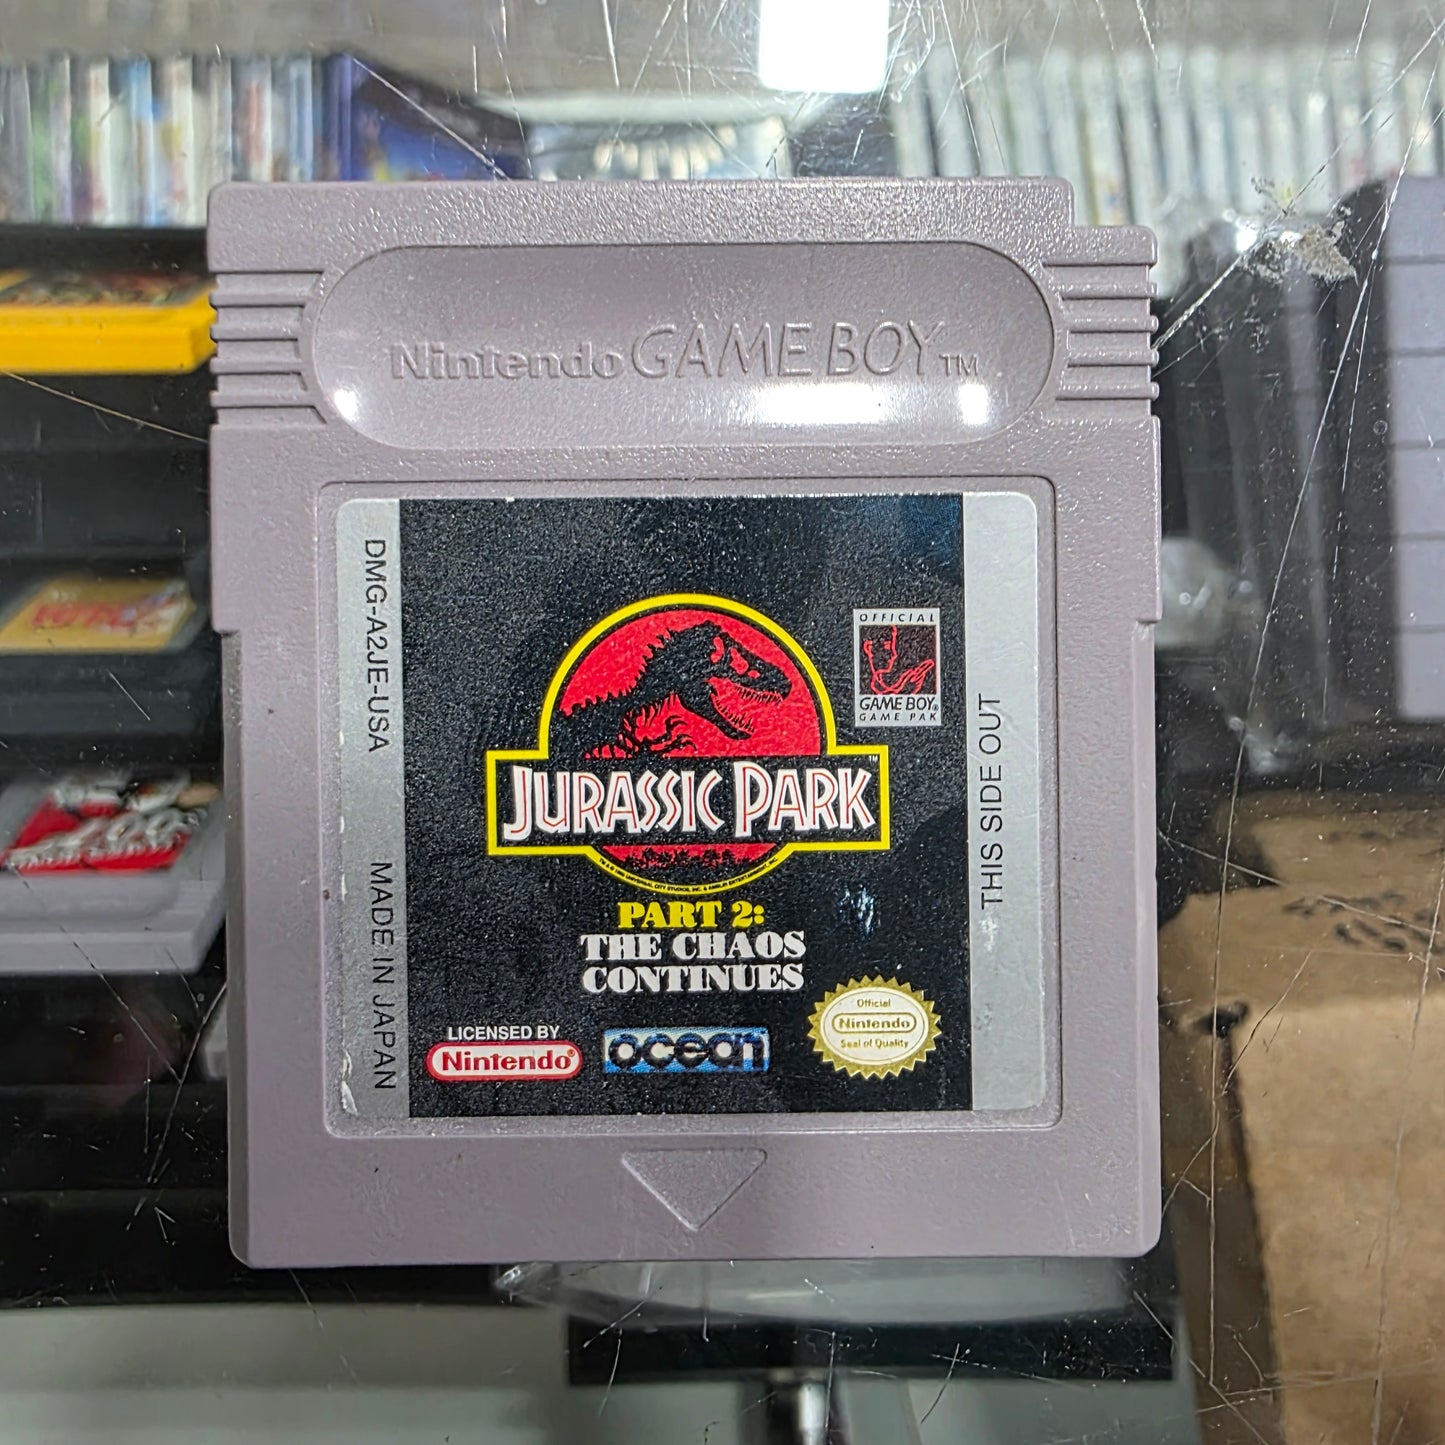 Nintendo GAME BOY TM
DMG-A2JE-USA
MADE IN JAPAN
OFFICIAL
GAME BOY®
GAME PAK
THIS SIDE OUT
JURASSIC PARK™
PART 2:
THE CHAOS
CONTINUES
LICENSED BY
Nintendo®
ocean
Official
Nintendo
Seal of Quality